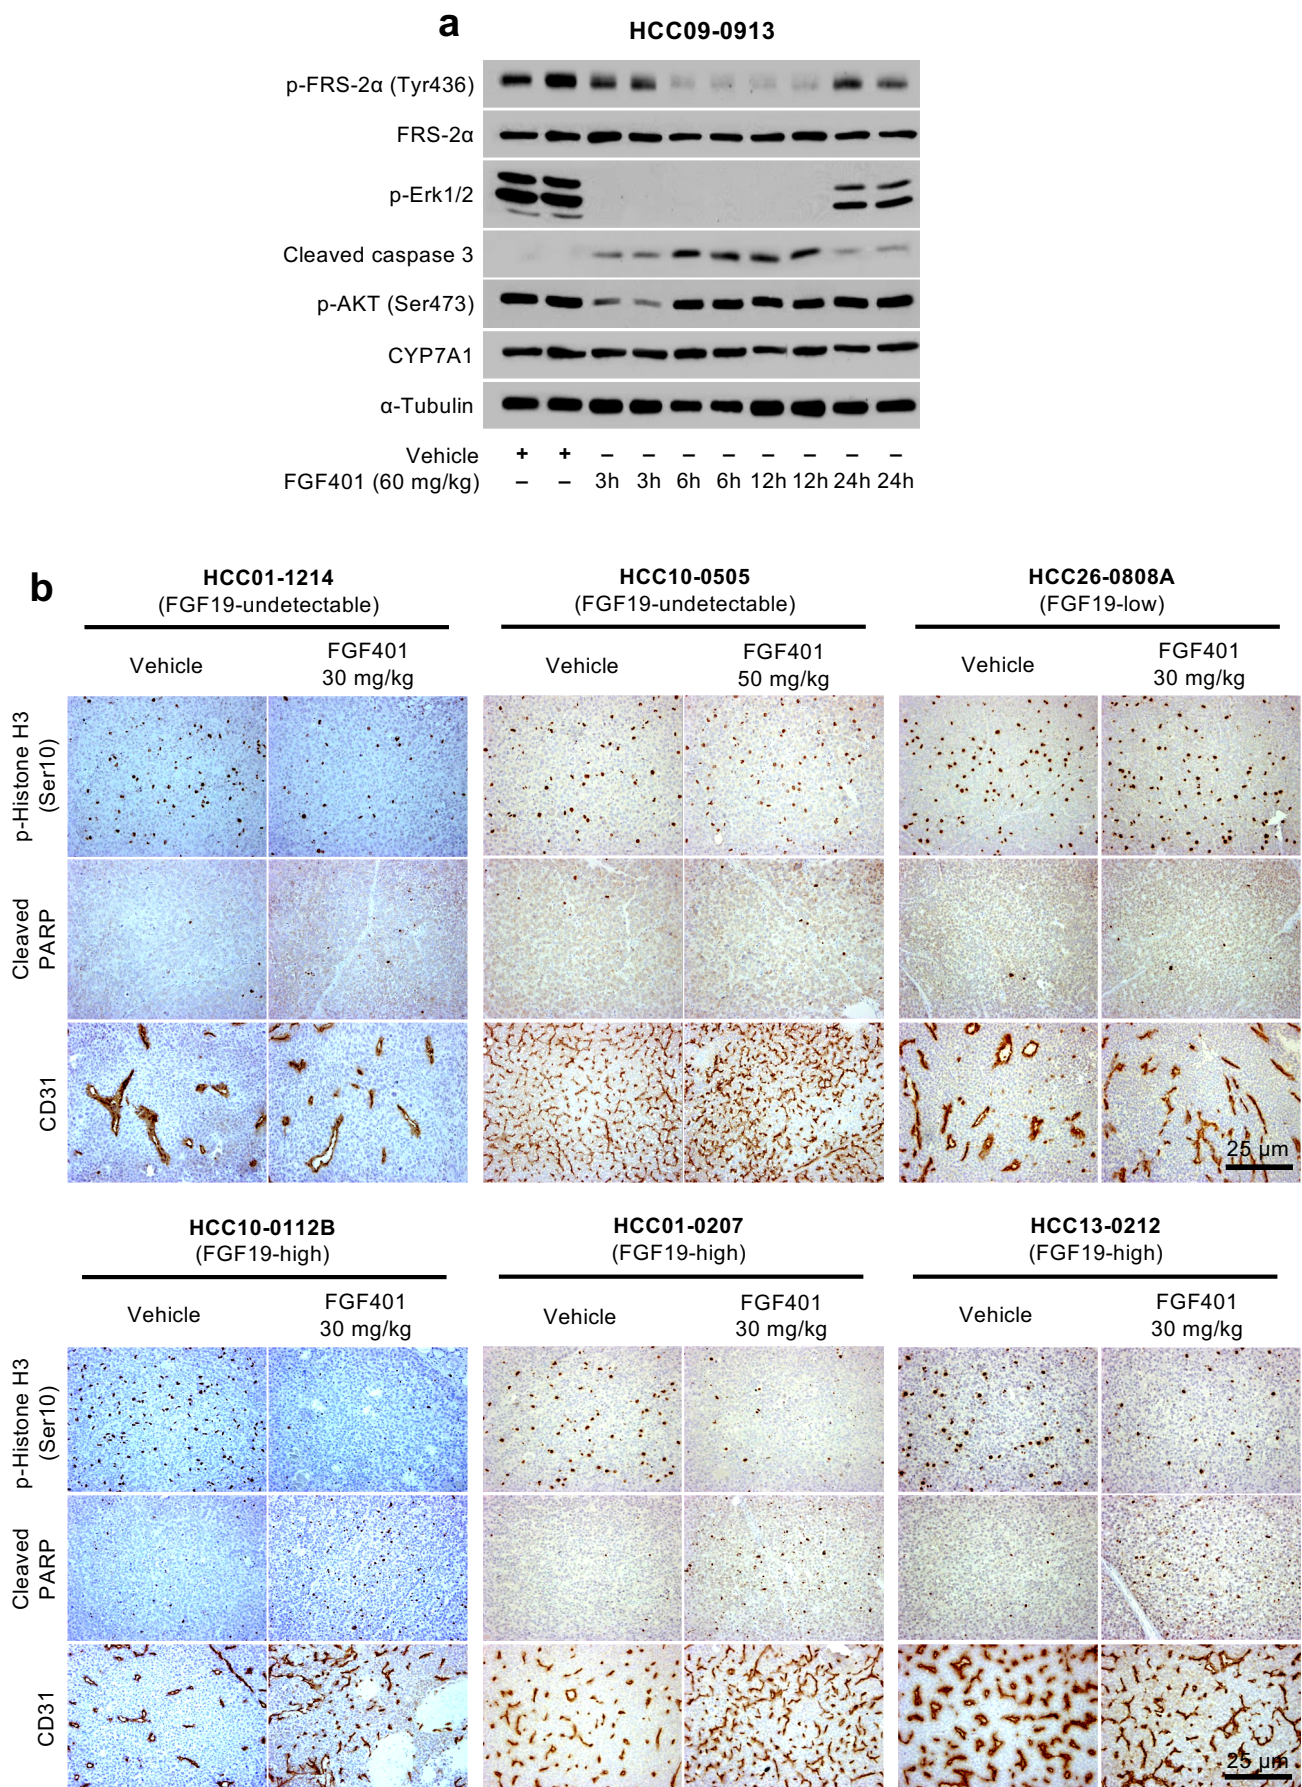 a
HCC09-0913
p-FRS-2α (Tyr436)
FRS-2α
p-Erk1/2
Cleaved caspase 3
p-AKT (Ser473)
CYP7A1
α-Tubulin
Vehicle + + – – – – – – – –
FGF401 (60 mg/kg) – – 3h 3h 6h 6h 12h 12h 24h 24h
b
HCC01-1214 HCC10-0505 HCC26-0808A
(FGF19-undetectable) (FGF19-undetectable) (FGF19-low)
Vehicle FGF401 Vehicle FGF401 Vehicle FGF401
30 mg/kg 50 mg/kg 30 mg/kg
p-Histone H3
(Ser10)
Cleaved
PARP
CD31
25 µm
HCC10-0112B HCC01-0207 HCC13-0212
(FGF19-high) (FGF19-high) (FGF19-high)
Vehicle FGF401 Vehicle FGF401 Vehicle FGF401
30 mg/kg 30 mg/kg 30 mg/kg
p-Histone H3
(Ser10)
Cleaved
PARP
CD31
25 µm